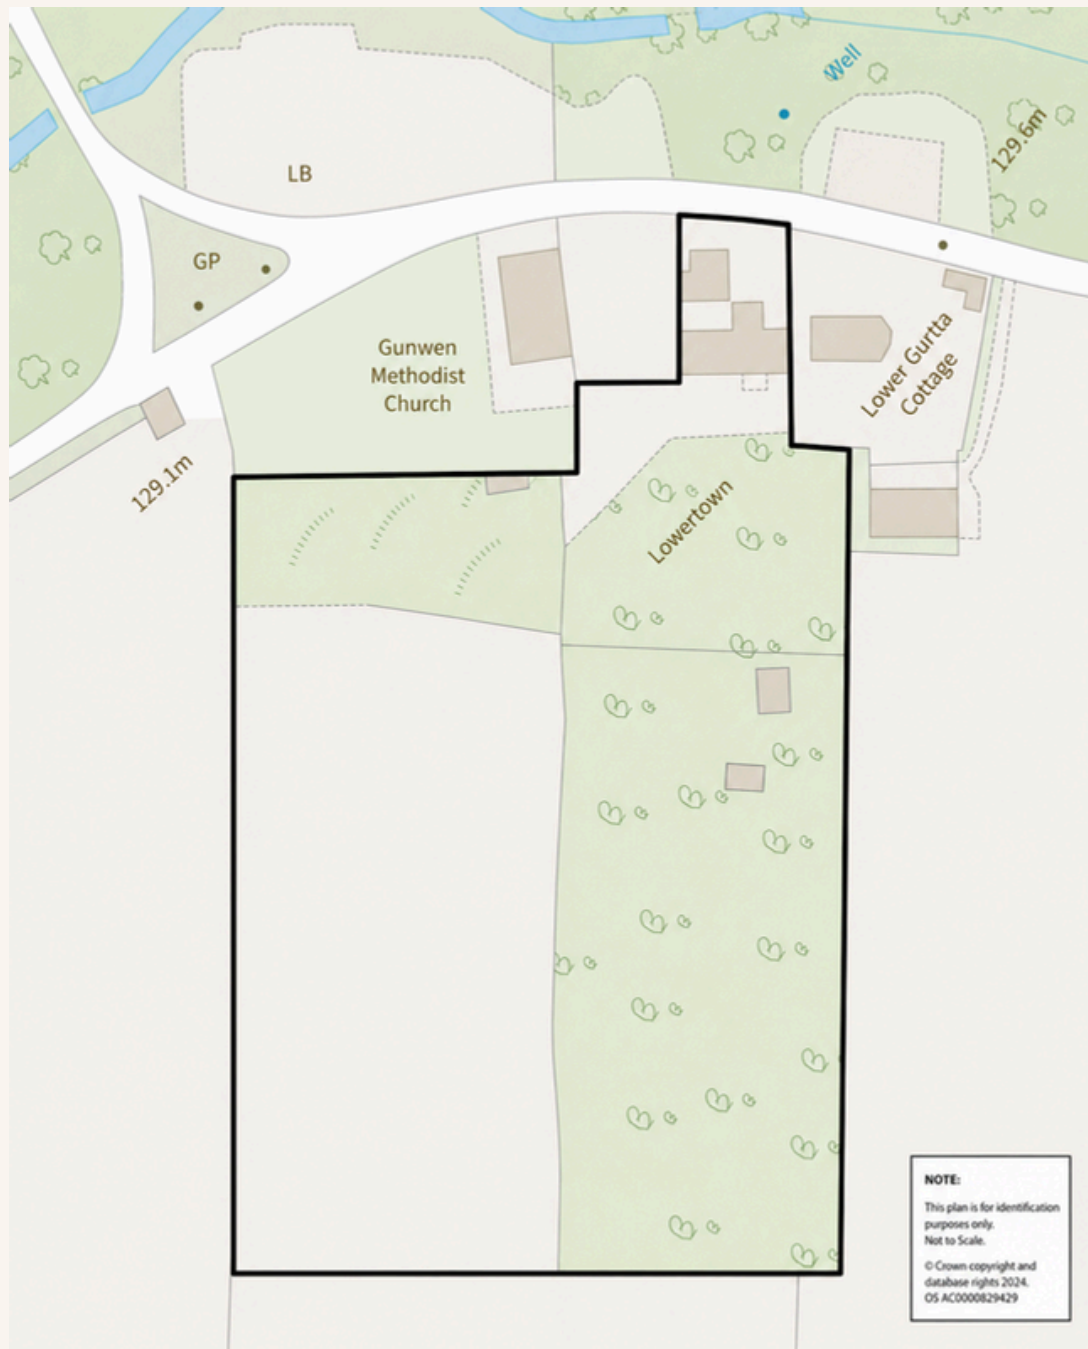 Well
129.6m
LB
GP
Gunwen
Methodist
Church
Lower Gurtta
Cottage
129.1m
Lowertown
NOTE:
This plan is for identification
purposes only.
Not to Scale.
© Crown copyright and
database rights 2024.
OS AC0000829429